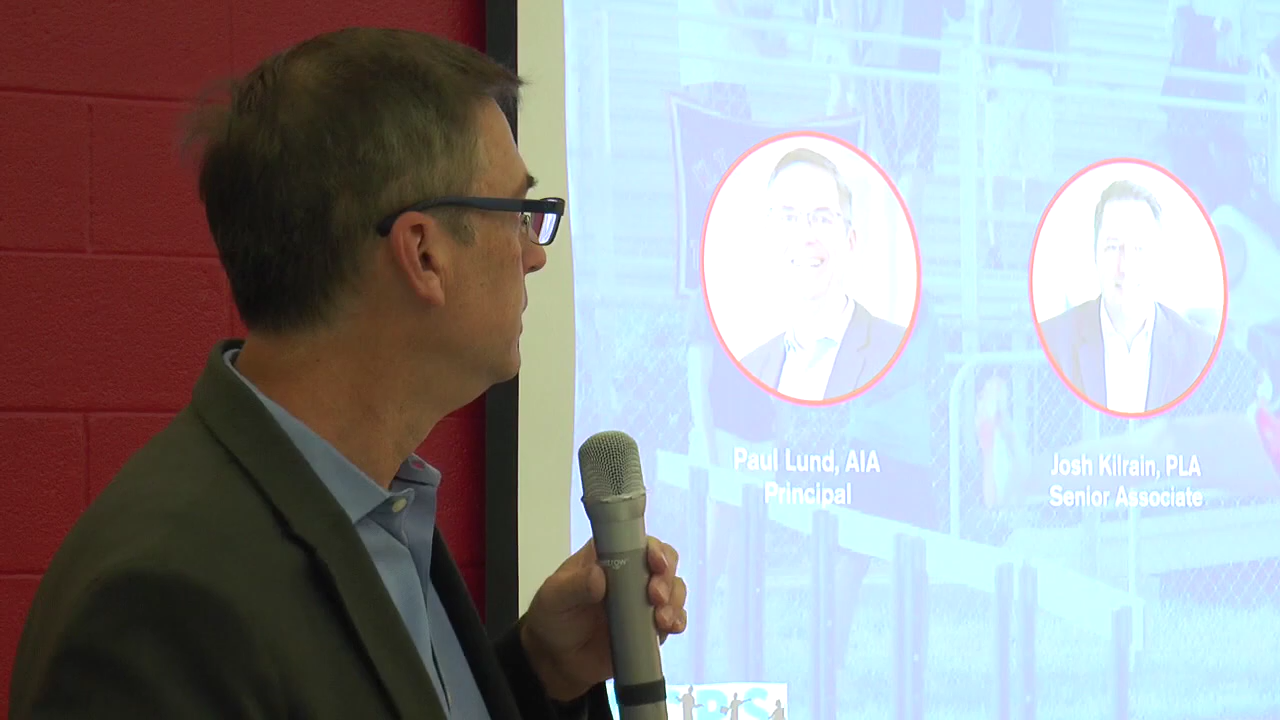 Paul Lund, AIA
Principal
Josh Kilrain, PLA
Senior Associate